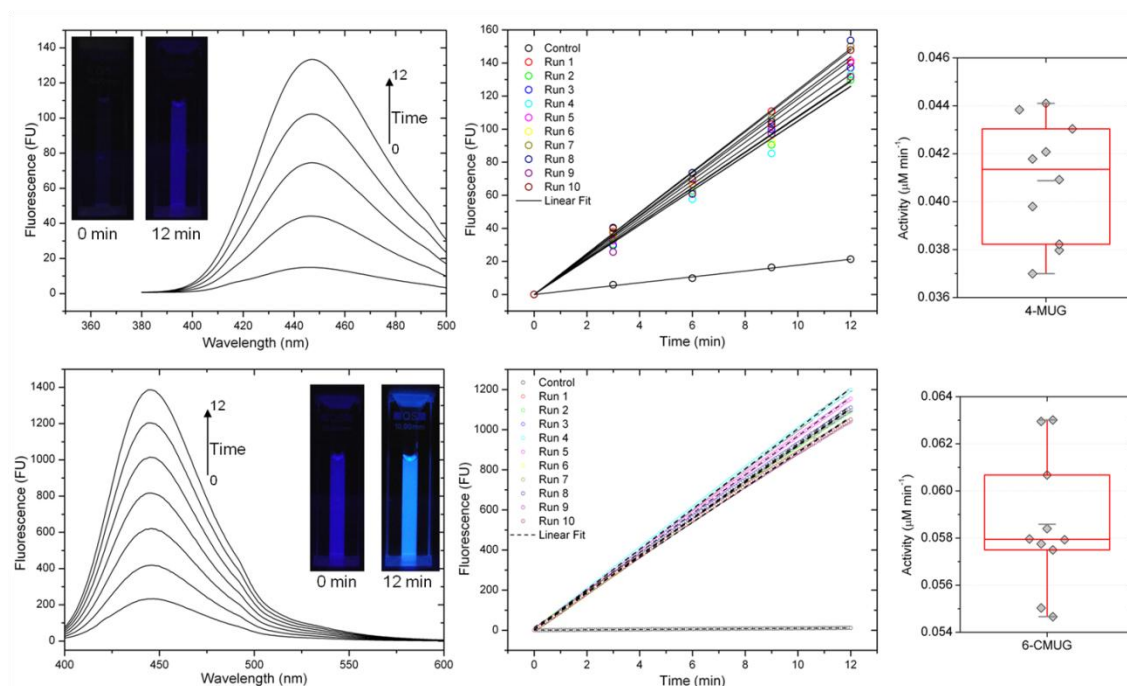 140
120
100
80
60
40
20
0
Fluorescence (FU)
360
380
400
420
440
460
480
500
Wavelength (nm)
0 min
12 min
12
Time
0
160
140
120
100
80
60
40
20
0
Fluorescence (FU)
Control
Run 1
Run 2
Run 3
Run 4
Run 5
Run 6
Run 7
Run 8
Run 9
Run 10
Linear Fit
0
2
4
6
8
10
12
Time (min)
0.046
0.044
0.042
0.040
0.038
0.036
Activity (μM min⁻¹)
4-MUG
1400
1200
1000
800
600
400
200
0
Fluorescence (FU)
400
450
500
550
600
Wavelength (nm)
12
Time
0
0 min
12 min
1200
1000
800
600
400
200
0
Fluorescence (FU)
Control
Run 1
Run 2
Run 3
Run 4
Run 5
Run 6
Run 7
Run 8
Run 9
Run 10
Linear Fit
0
2
4
6
8
10
12
Time (min)
0.064
0.062
0.060
0.058
0.056
0.054
Activity (μM min⁻¹)
6-CMUG